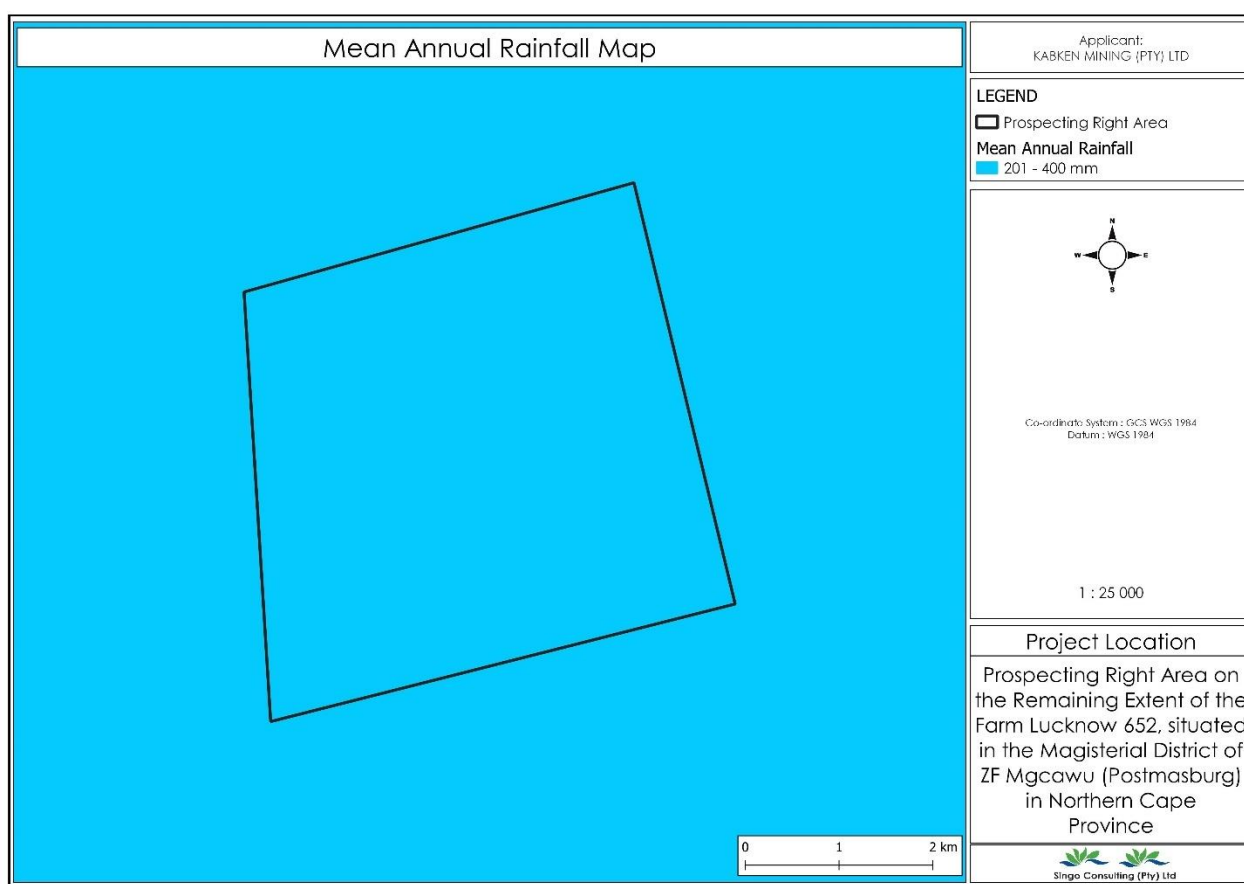 Mean Annual Rainfall Map
Applicant:
KABKEN MINING (PTY) LTD
LEGEND
Prospecting Right Area
Mean Annual Rainfall
201 - 400 mm
N
W E
S
Co-ordinate System : GCS WGS 1984
Datum : WGS 1984
1 : 25 000
Project Location
Prospecting Right Area on
the Remaining Extent of the
Farm Lucknow 652, situated
in the Magisterial District of
ZF Mgcawu (Postmasburg)
in Northern Cape
Province
0 1 2 km
Singo Consulting (Pty) Ltd